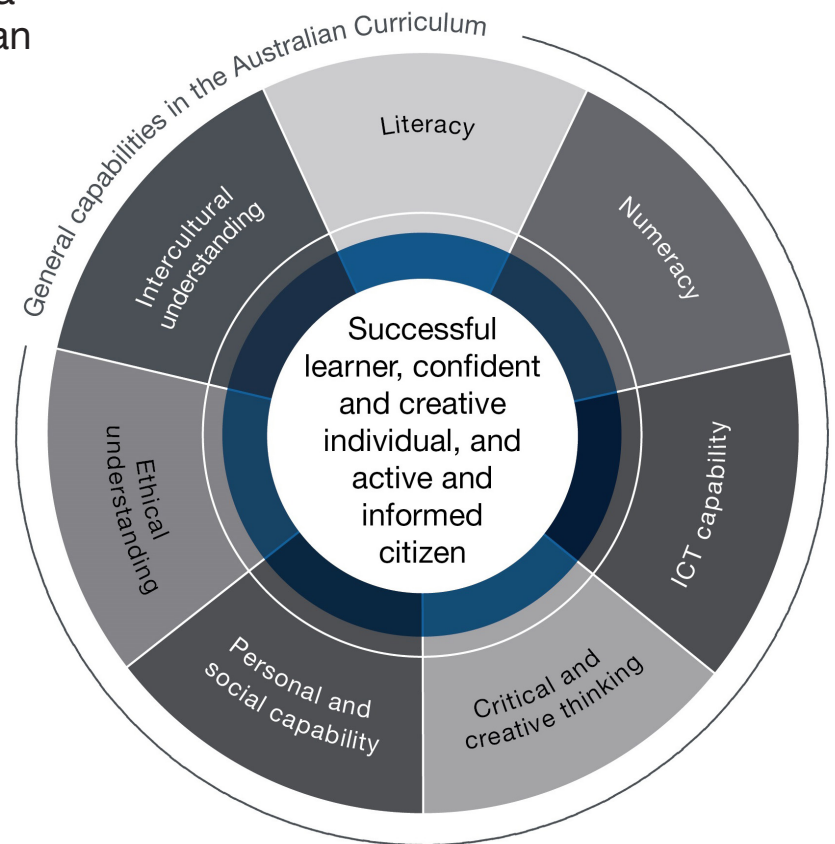 an
General capabilities in the Australian Curriculum
Literacy
Numeracy
ICT capability
Critical and
creative thinking
Personal and
social capability
Ethical
understanding
Intercultural
understanding
Successful
learner, confident
and creative
individual, and
active and
informed
citizen